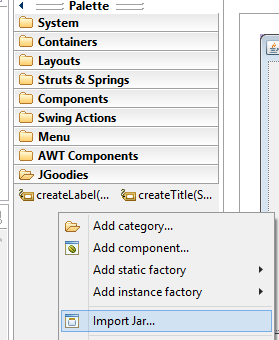 Palette
System
Containers
Layouts
Struts & Springs
Components
Swing Actions
Menu
AWT Components
JGoodies
createLabel(... createTitle(S...
Add category...
Add component...
Add static factory
Add instance factory
Import Jar...